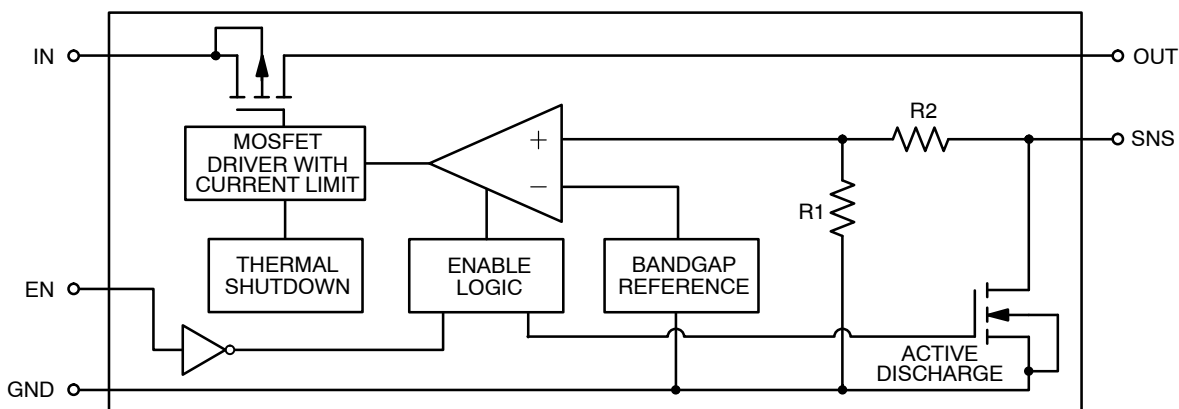 IN
OUT
R2
SNS
MOSFET
DRIVER WITH
CURRENT LIMIT
+
−
R1
THERMAL
SHUTDOWN
ENABLE
LOGIC
BANDGAP
REFERENCE
EN
ACTIVE
DISCHARGE
GND